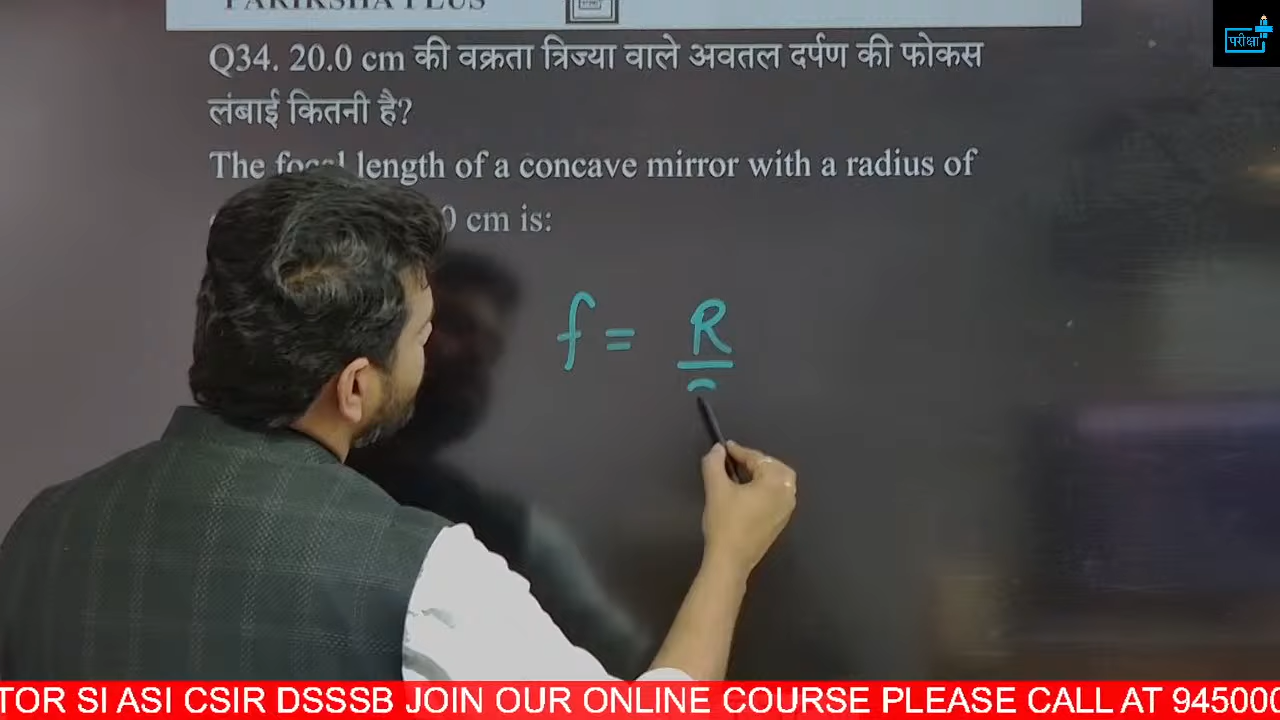 PARIKSHA PLUS
परीक्षा
Q34. 20.0 cm की वक्रता त्रिज्या वाले अवतल दर्पण की फोकस
लंबाई कितनी है?
The focal length of a concave mirror with a radius of
0 cm is:
f = R
TOR SI ASI CSIR DSSSB JOIN OUR ONLINE COURSE PLEASE CALL AT 945000